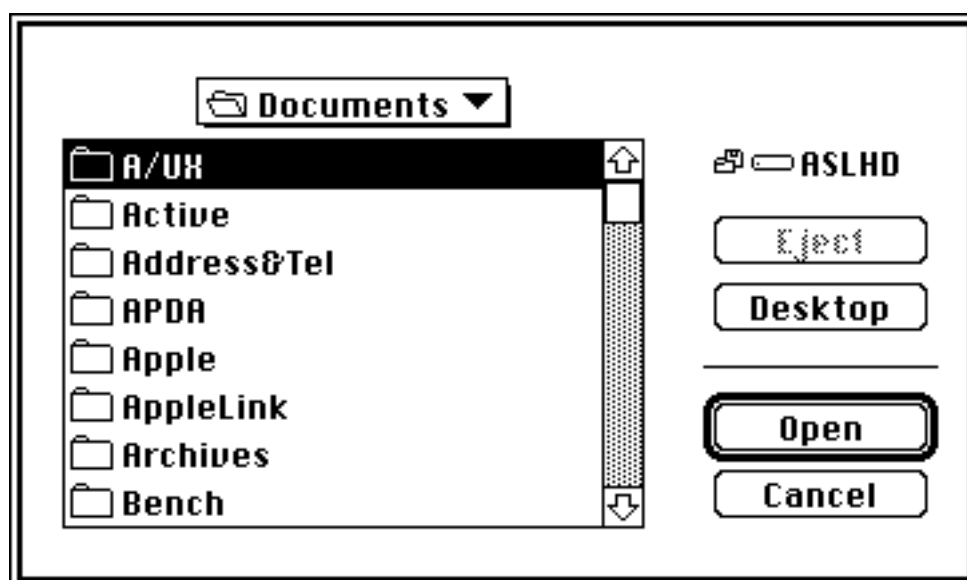 Documents
A/UX
Active
Address&Tel
APDA
Apple
AppleLink
Archives
Bench
ASLHD
Eject
Desktop
Open
Cancel